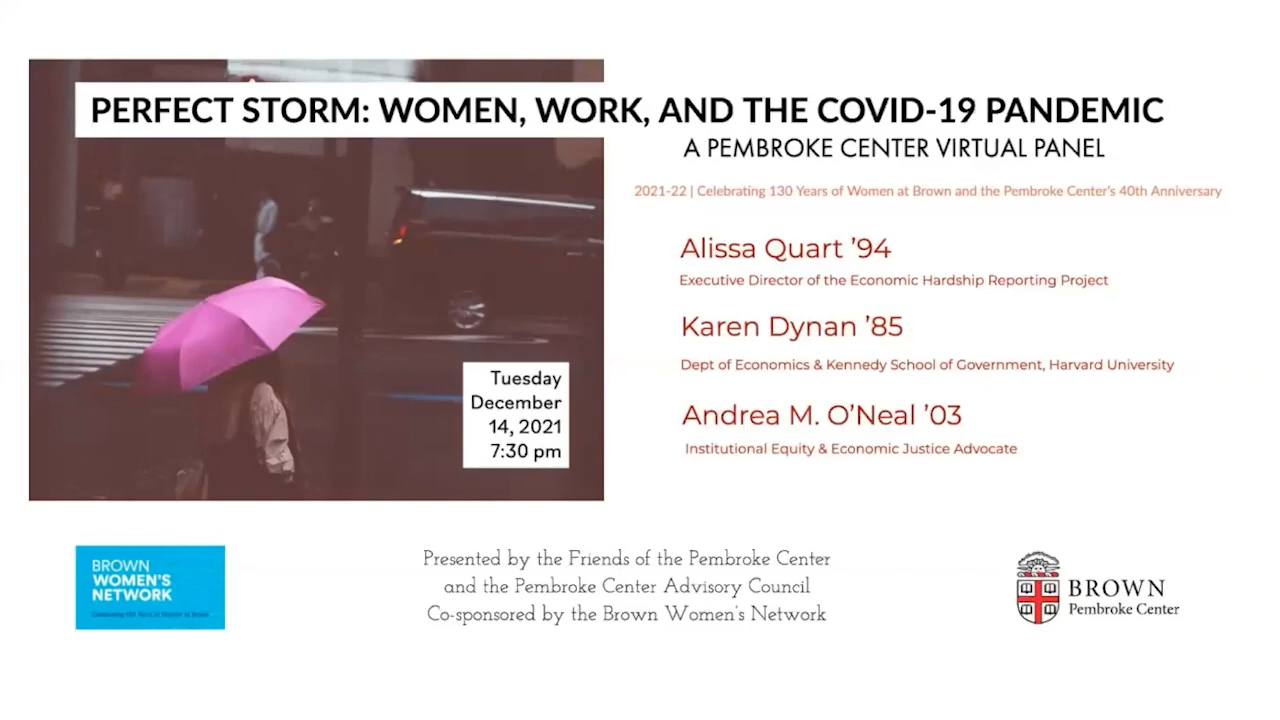 PERFECT STORM: WOMEN, WORK, AND THE COVID-19 PANDEMIC
A PEMBROKE CENTER VIRTUAL PANEL
2021-22 | Celebrating 130 Years of Women at Brown and the Pembroke Center's 40th Anniversary
Alissa Quart ’94
Executive Director of the Economic Hardship Reporting Project
Karen Dynan ’85
Dept of Economics & Kennedy School of Government, Harvard University
Andrea M. O’Neal ’03
Institutional Equity & Economic Justice Advocate
Tuesday
December
14, 2021
7:30 pm
BROWN
WOMEN'S
NETWORK
Presented by the Friends of the Pembroke Center
and the Pembroke Center Advisory Council
Co-sponsored by the Brown Women's Network
BROWN
Pembroke Center